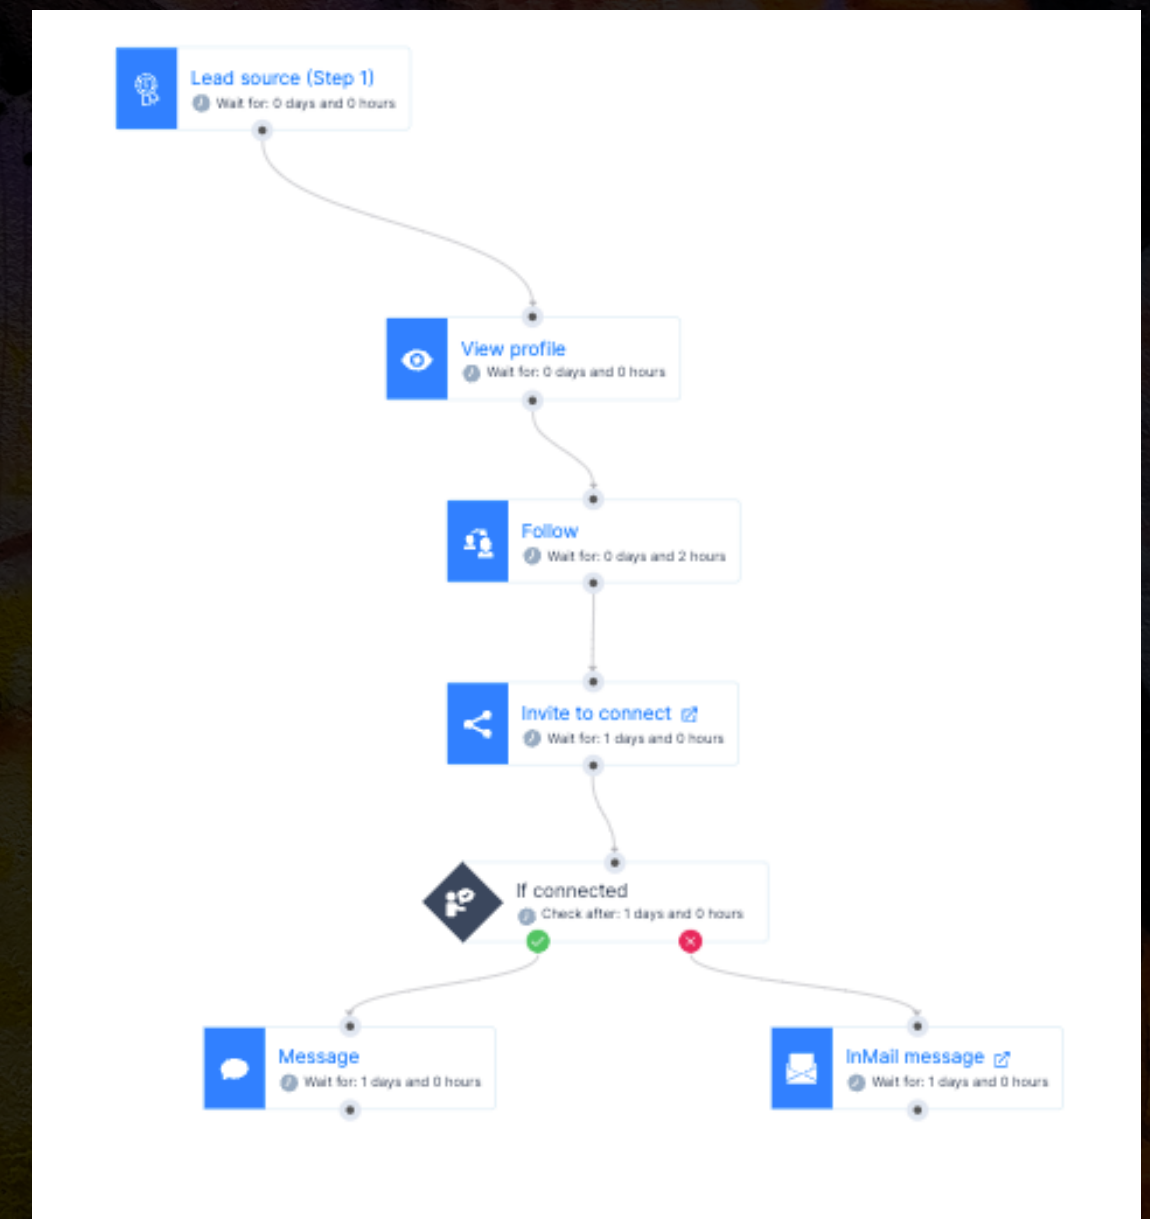 Lead source (Step 1)
Wait for: 0 days and 0 hours
View profile
Wait for: 0 days and 0 hours
Follow
Wait for: 0 days and 2 hours
Invite to connect
Wait for: 1 days and 0 hours
If connected
Check after: 1 days and 0 hours
Message
Wait for: 1 days and 0 hours
InMail message
Wait for: 1 days and 0 hours